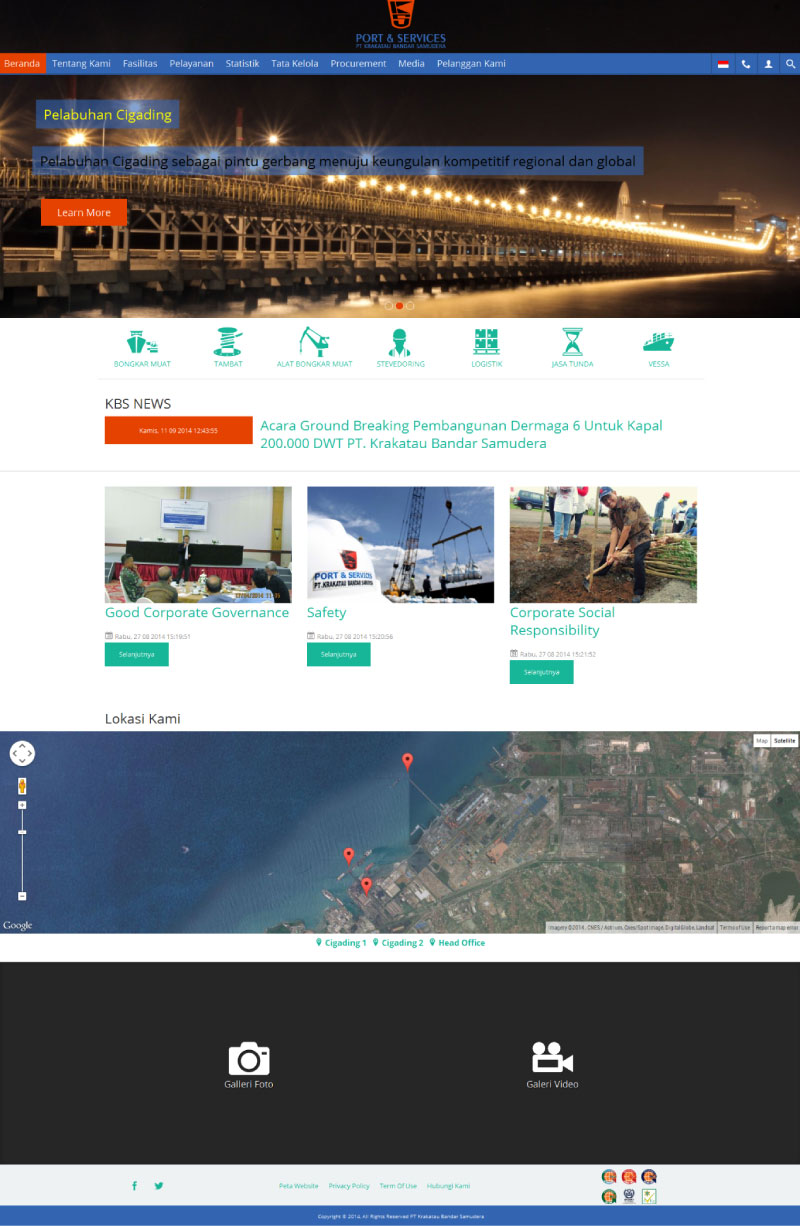 PORT & SERVICES
PT KRAKATAU BANDAR SAMUDERA
Beranda Tentang Kami Fasilitas Pelayanan Statistik Tata Kelola Procurement Media Pelanggan Kami
Pelabuhan Cigading
Pelabuhan Cigading sebagai pintu gerbang menuju keungulan kompetitif regional dan global
Learn More
BONGKAR MUAT TAMBAT ALAT BONGKAR MUAT STEVEDORING LOGISTIK JASA TUNDA VESSA
KBS NEWS
Kamis, 11 09 2014 12:43:55
Acara Ground Breaking Pembangunan Dermaga 6 Untuk Kapal
200.000 DWT PT. Krakatau Bandar Samudera
PORT & SERVICES
PT. KRAKATAU BANDAR SAMUDERA
Good Corporate Governance
Rabu, 27 08 2014 15:19:31
Selanjutnya
Safety
Rabu, 27 08 2014 15:20:56
Selanjutnya
Corporate Social
Responsibility
Rabu, 27 08 2014 15:21:52
Selanjutnya
Lokasi Kami
Map Satellite
Google
Imagery ©2014 , CNES / Astrium, Cnes/Spot Image, DigitalGlobe, Landsat Terms of Use Report a map error
Cigading 1 Cigading 2 Head Office
Galleri Foto
Galeri Video
Peta Website Privacy Policy Term Of Use Hubungi Kami
Copyright © 2014, All Rights Reserved PT Krakatau Bandar Samudera